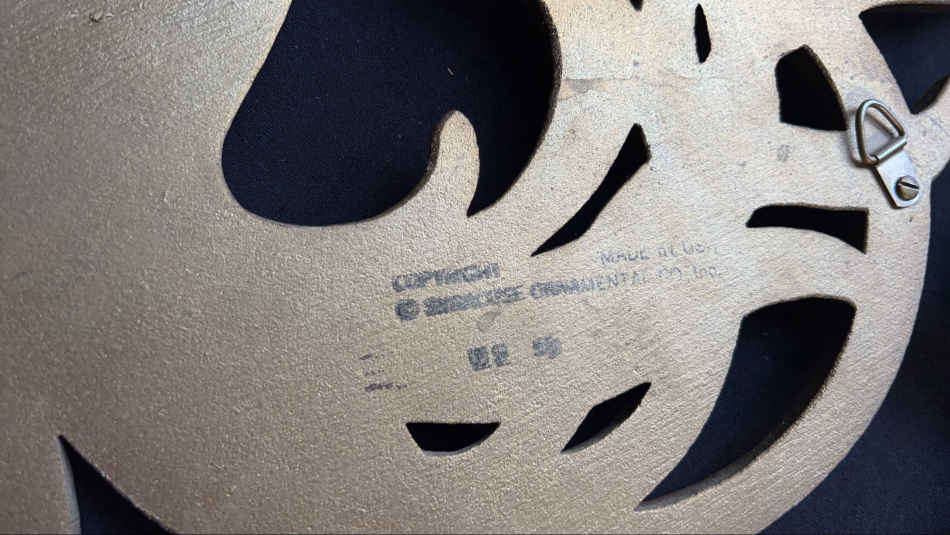 COPYRIGHT MADE IN USA
© SYRACUSE ORNAMENTAL CO. Inc.